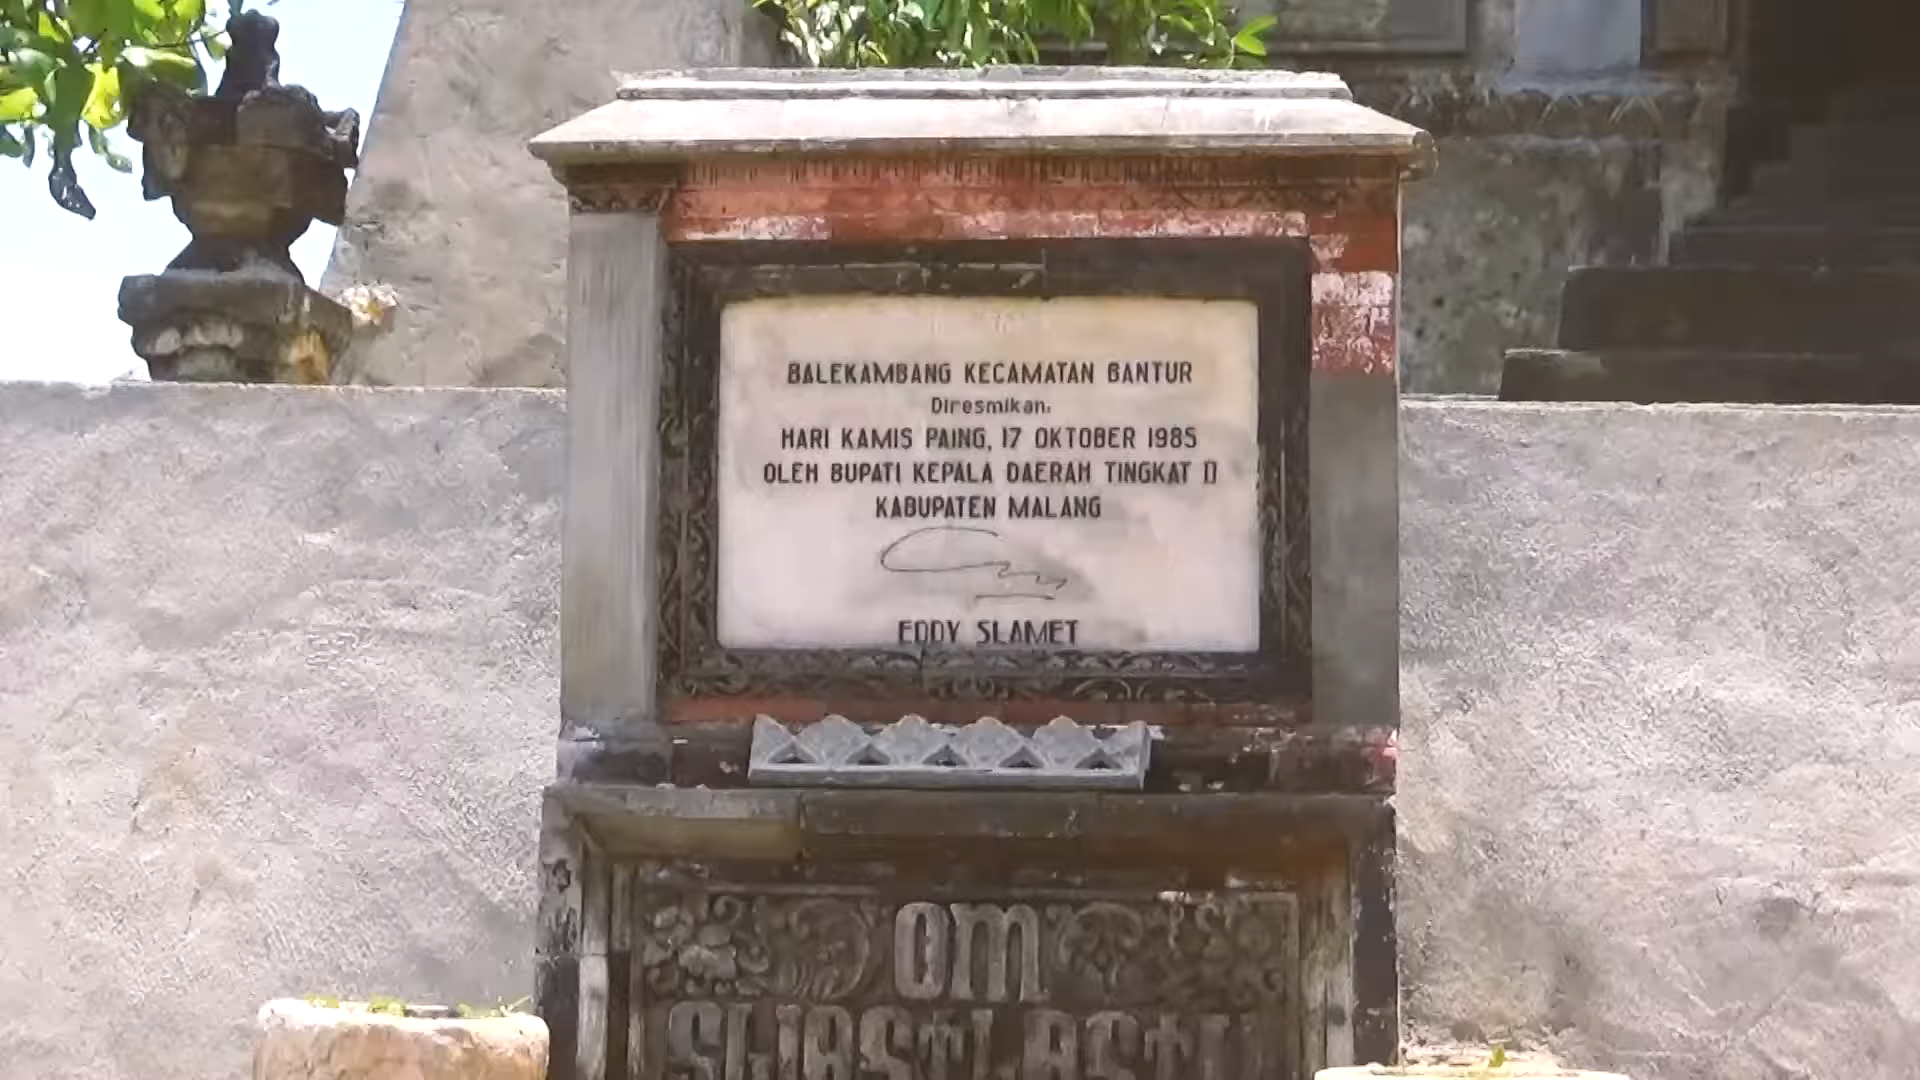 BALEKAMBANG KECAMATAN BANTUR
Diresmikan:
HARI KAMIS PAING, 17 OKTOBER 1985
OLEH BUPATI KEPALA DAERAH TINGKAT II
KABUPATEN MALANG
EDDY SLAMET
OM
SWASTIASTU